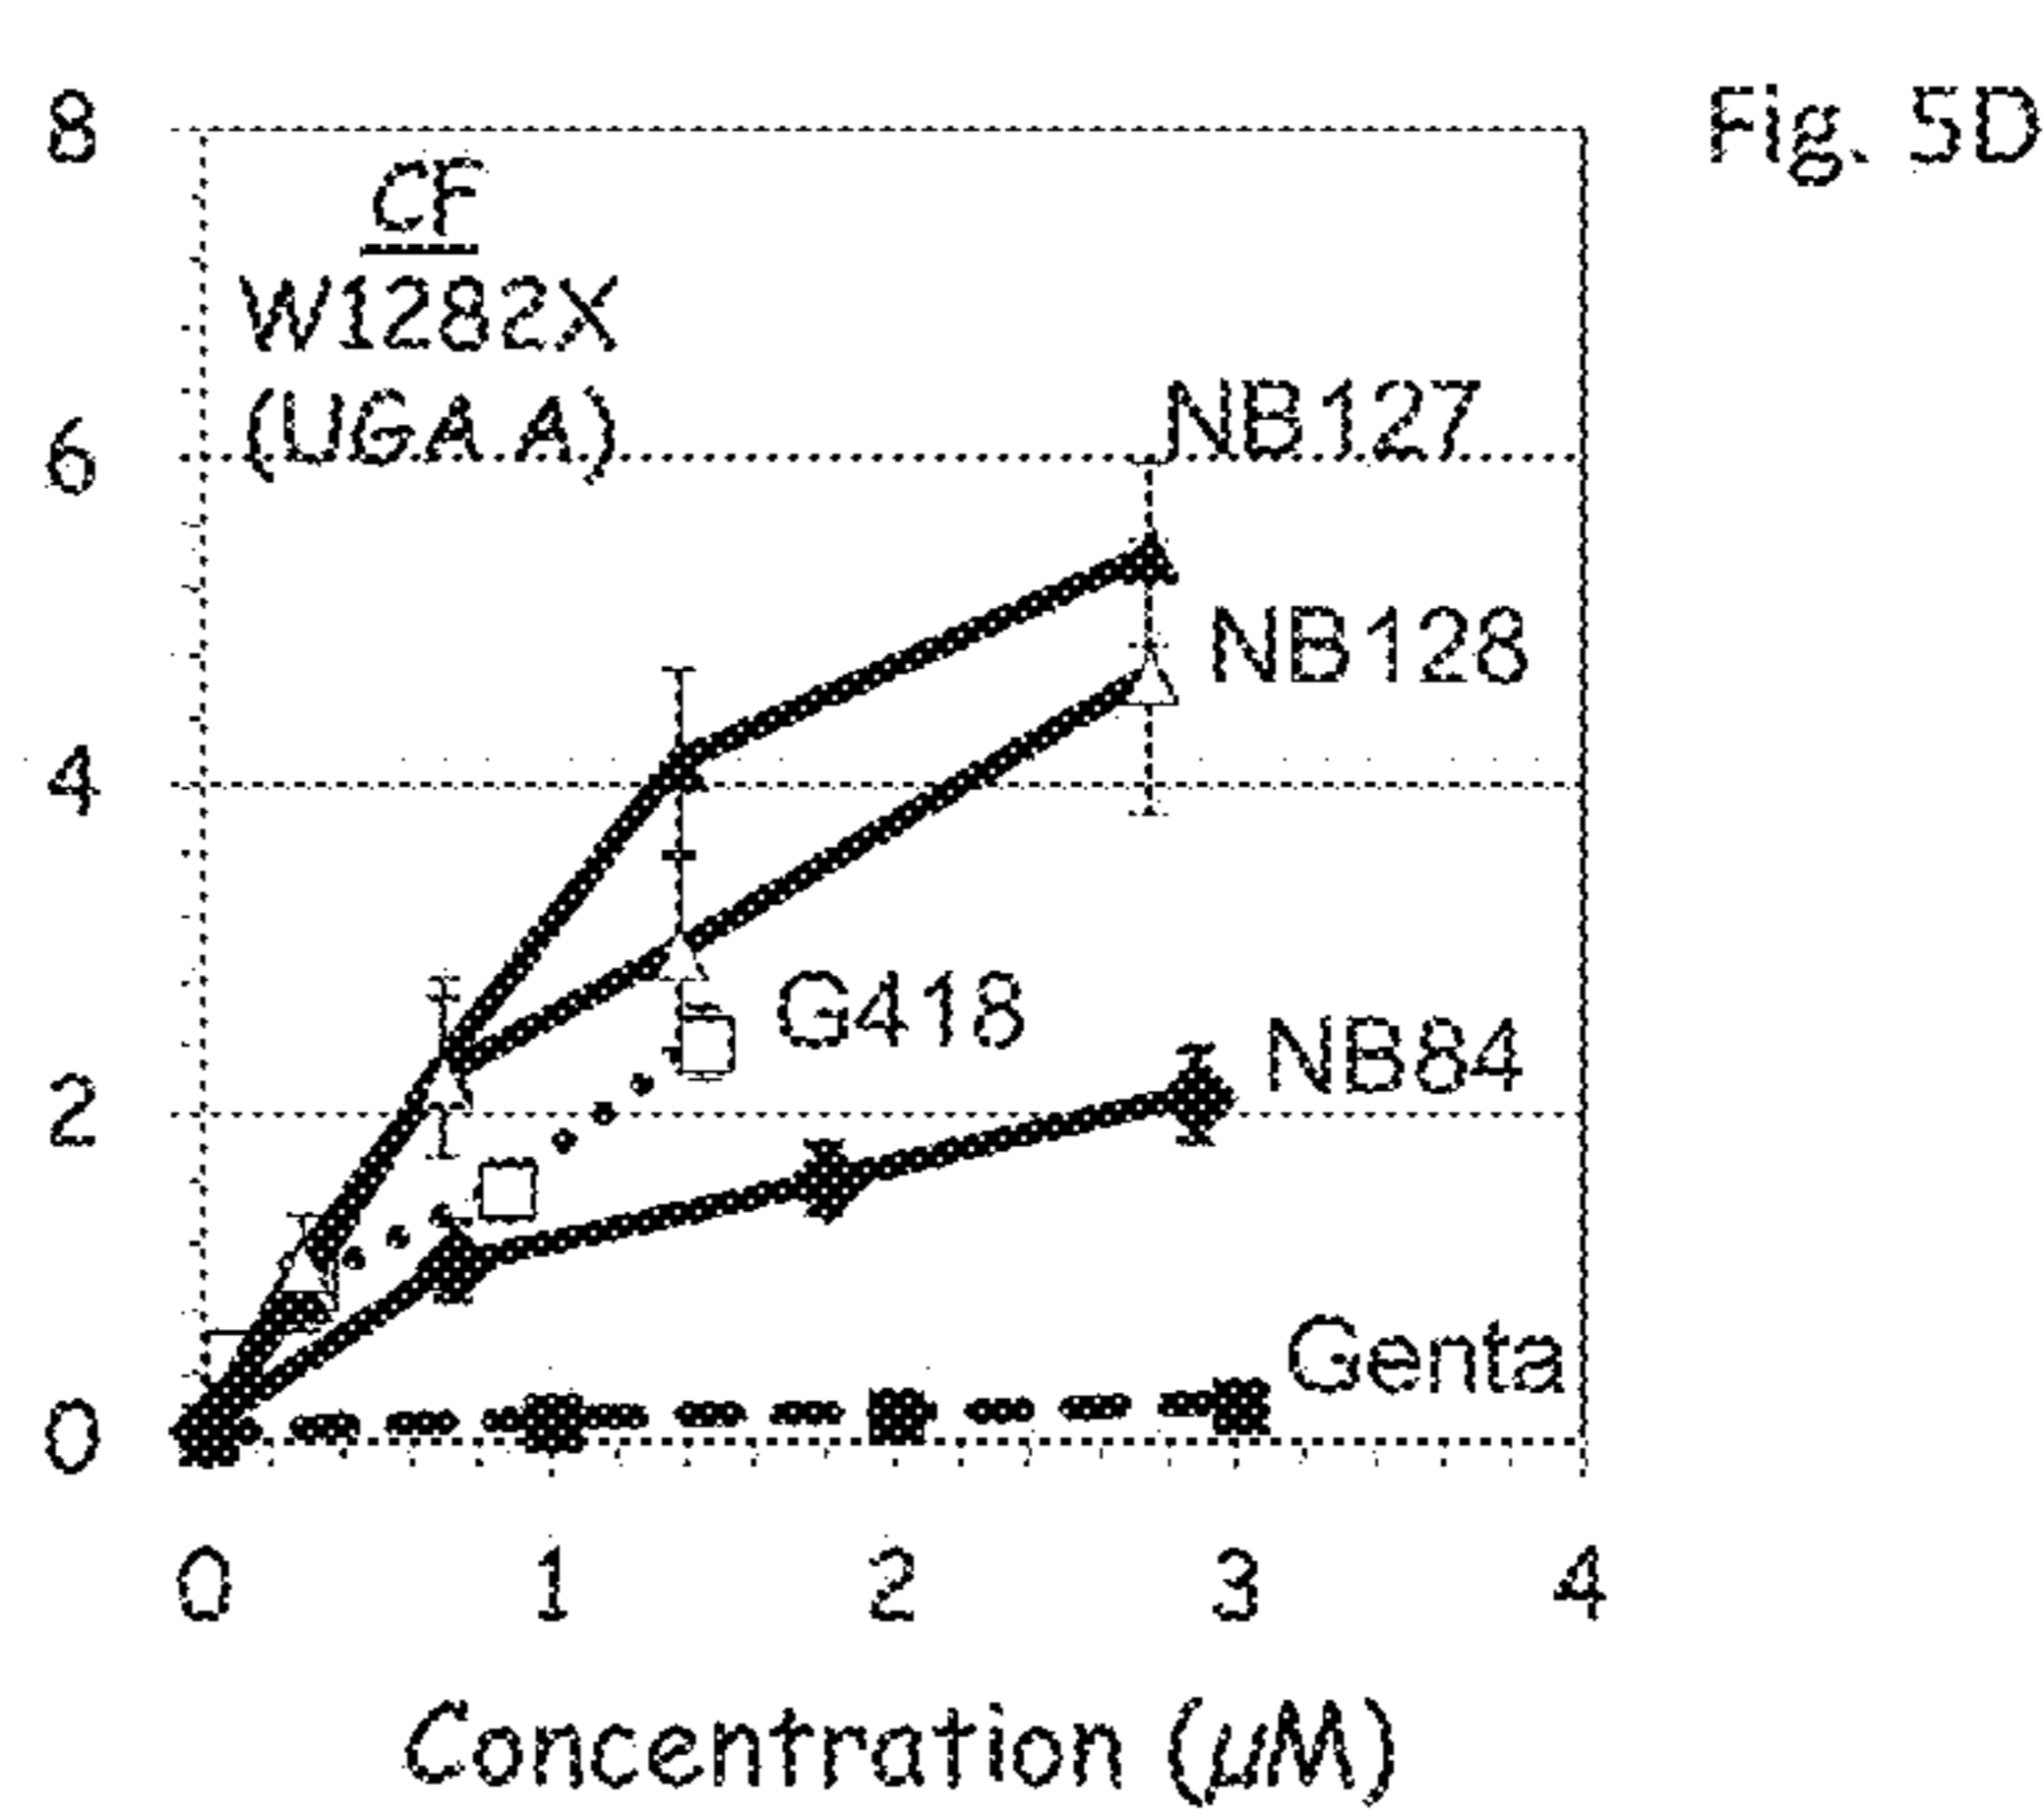 Fig. 5D
8
CF
W1282X
(UGA A)
NB127
6
NB128
4
G418
NB84
2
Genta
0
0 1 2 3 4
Concentration (µM)